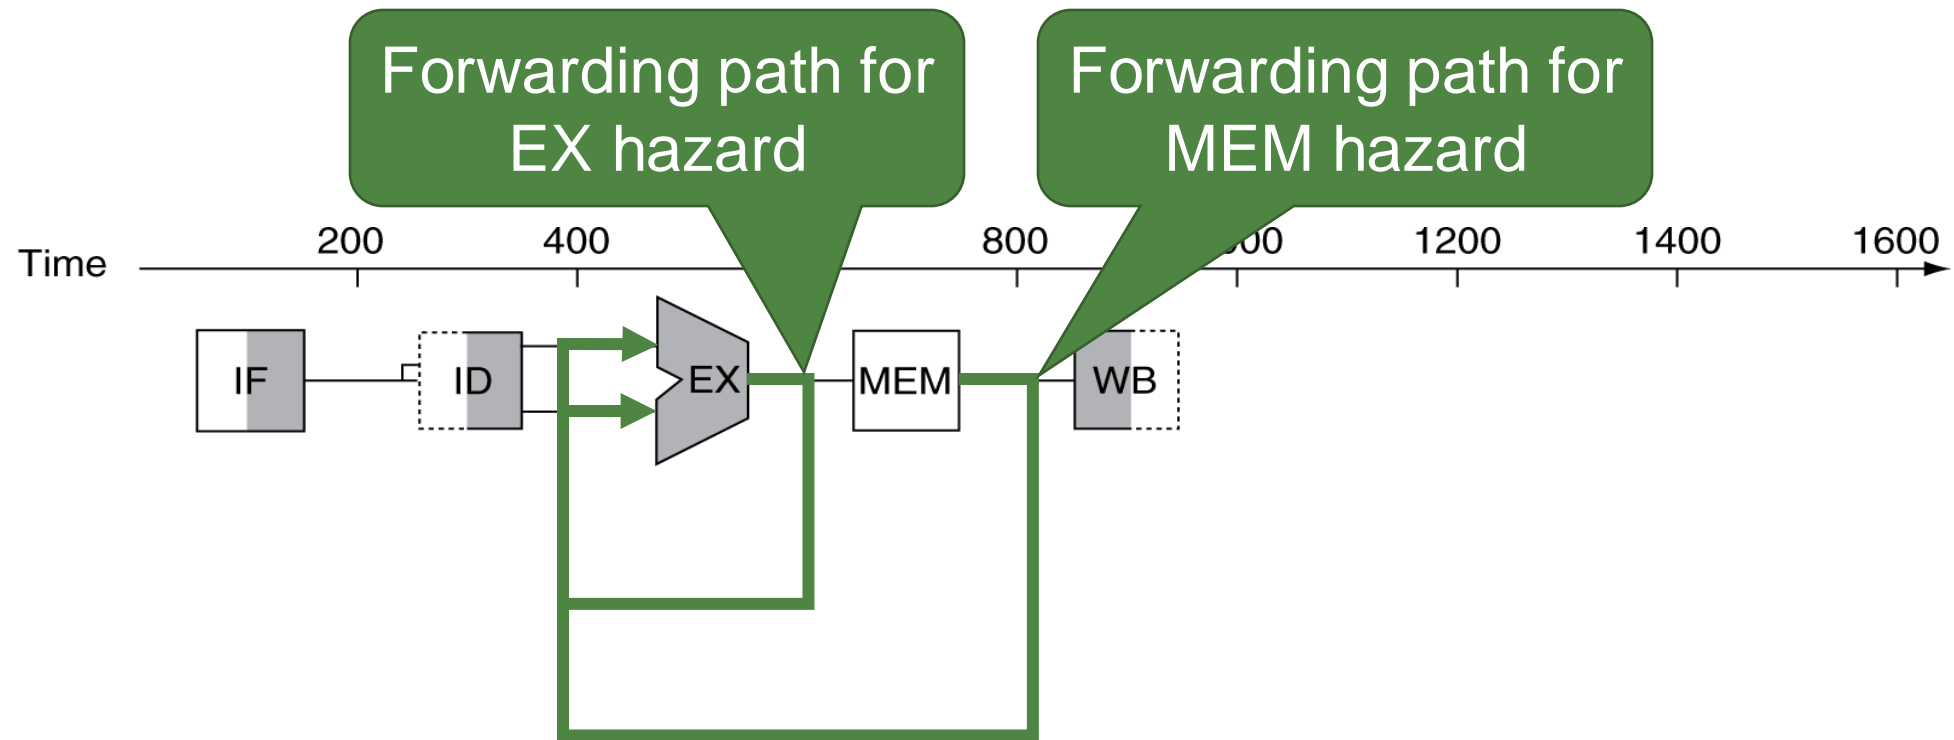 Forwarding path for
EX hazard
Forwarding path for
MEM hazard
Time
200
400
800
00
1200
1400
1600
IF
ID
EX
MEM
WB